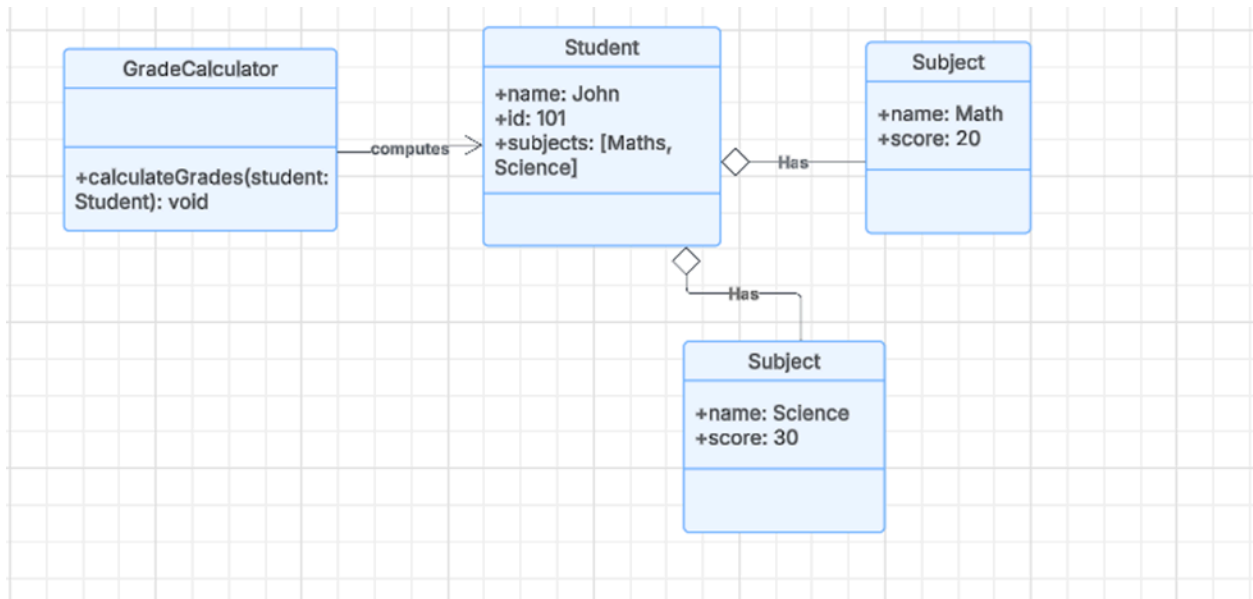 GradeCalculator
+calculateGrades(student:
Student): void
computes
Student
+name: John
+id: 101
+subjects: [Maths,
Science]
Has
Subject
+name: Math
+score: 20
Has
Subject
+name: Science
+score: 30